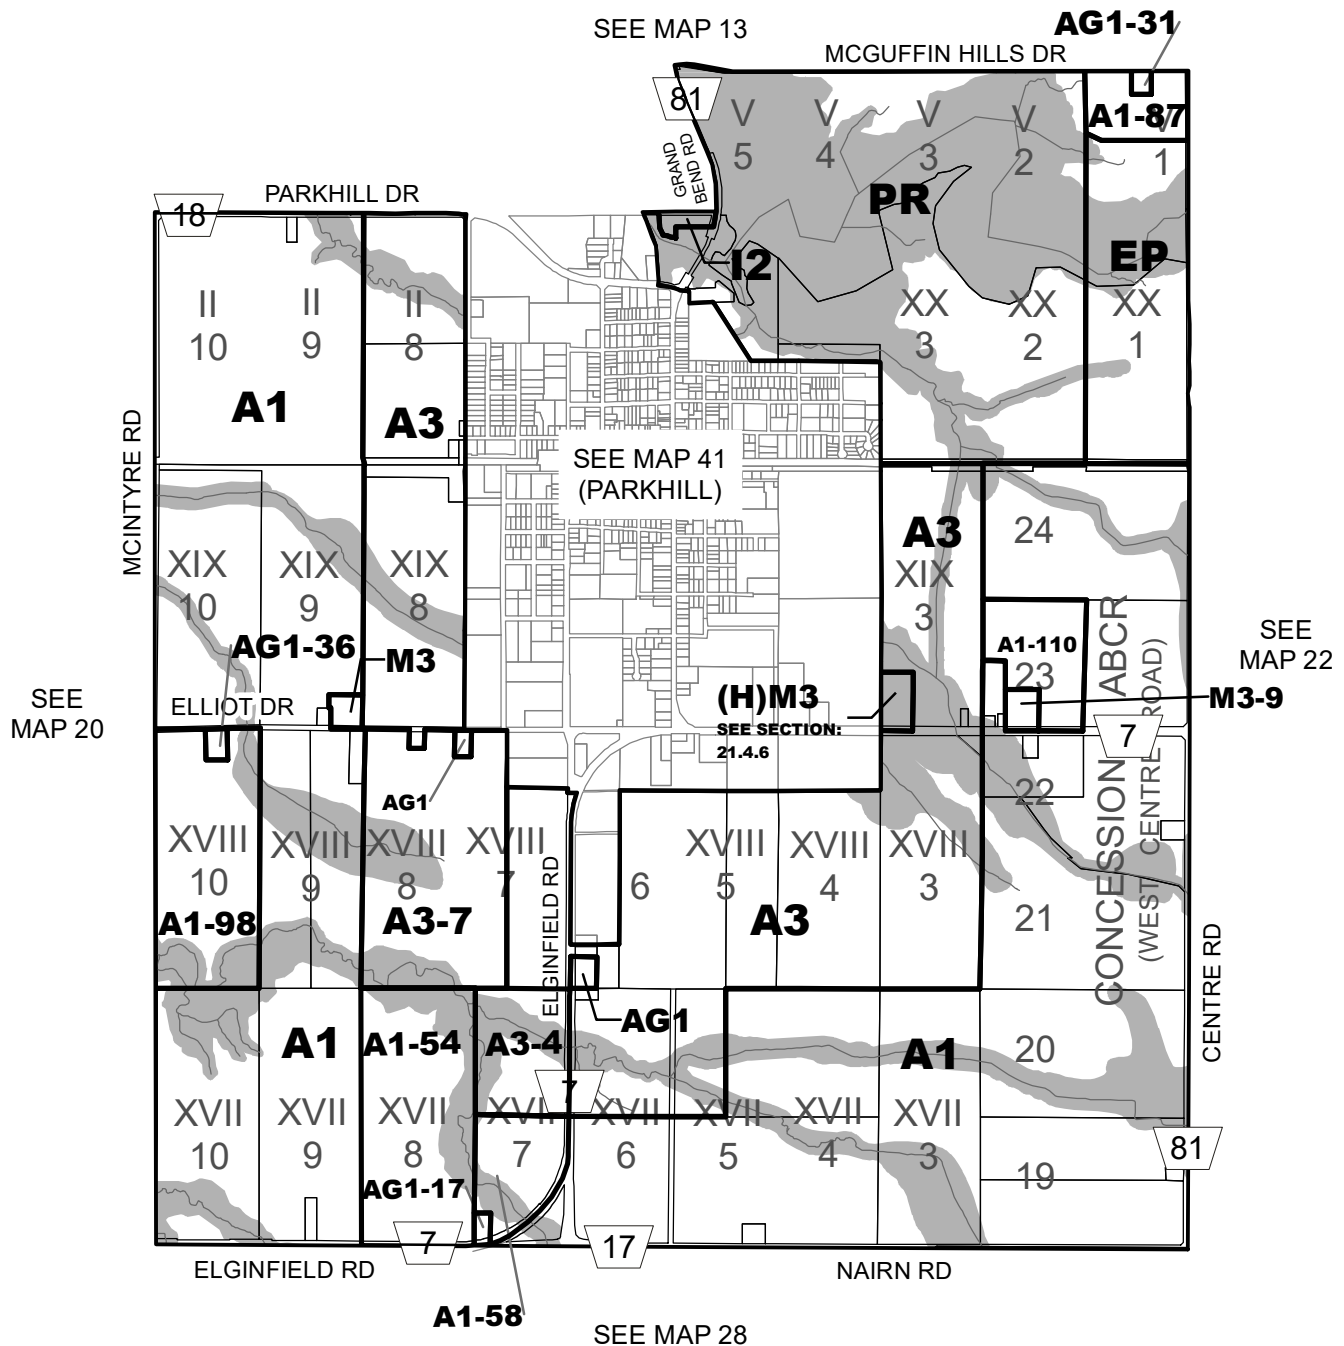 SEE MAP 13
AG1-31
MCGUFFIN HILLS DR
81
GRAND
BEND RD
V
5
V
4
V
3
V
2
A1-87
V
1
PR
EP
I2
XX
3
XX
2
XX
1
18
PARKHILL DR
II
10
II
9
II
8
A1
A3
MCINTYRE RD
SEE MAP 41
(PARKHILL)
XIX
10
XIX
9
XIX
8
AG1-36
M3
ELLIOT DR
SEE
MAP 20
A3
XIX
3
24
A1-110
23
(H)M3
SEE SECTION:
21.4.6
M3-9
7
SEE
MAP 22
CONCESSION ABCR
(WEST CENTRE ROAD)
CENTRE RD
22
AG1
XVIII
10
XVIII
9
XVIII
8
XVIII
7
6
XVIII
5
XVIII
4
XVIII
3
21
A1-98
A3-7
ELGINFIELD RD
A3
AG1
A1
A1-54
A3-4
7
A1
20
XVII
10
XVII
9
XVII
8
XVII
7
XVII
6
XVII
5
XVII
4
XVII
3
19
81
AG1-17
7
17
ELGINFIELD RD
NAIRN RD
A1-58
SEE MAP 28